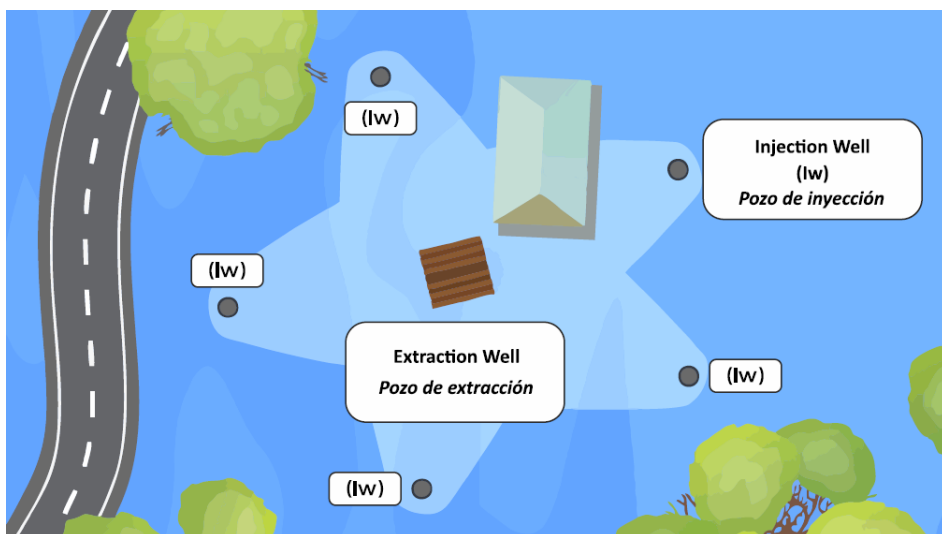 (Iw)
Injection Well
(Iw)
Pozo de inyección
(Iw)
Extraction Well
Pozo de extracción
(Iw)
(Iw)